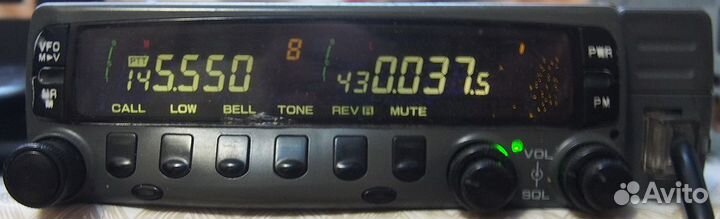 VFO
M▶V
MR
PTT
145.550
8
430.037.5
CALL
LOW
BELL
TONE
REV
MUTE
PWR
PM
VOL
SQL
Avito